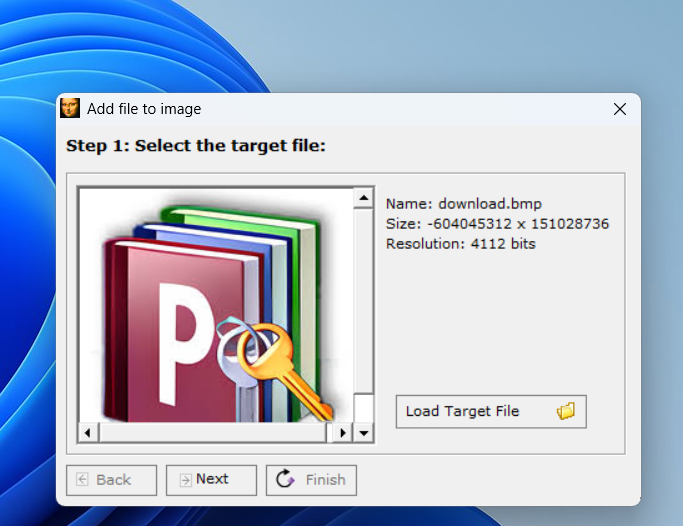 Add file to image
Step 1: Select the target file:
P
Name: download.bmp
Size: -604045312 x 151028736
Resolution: 4112 bits
Load Target File
Back
Next
Finish